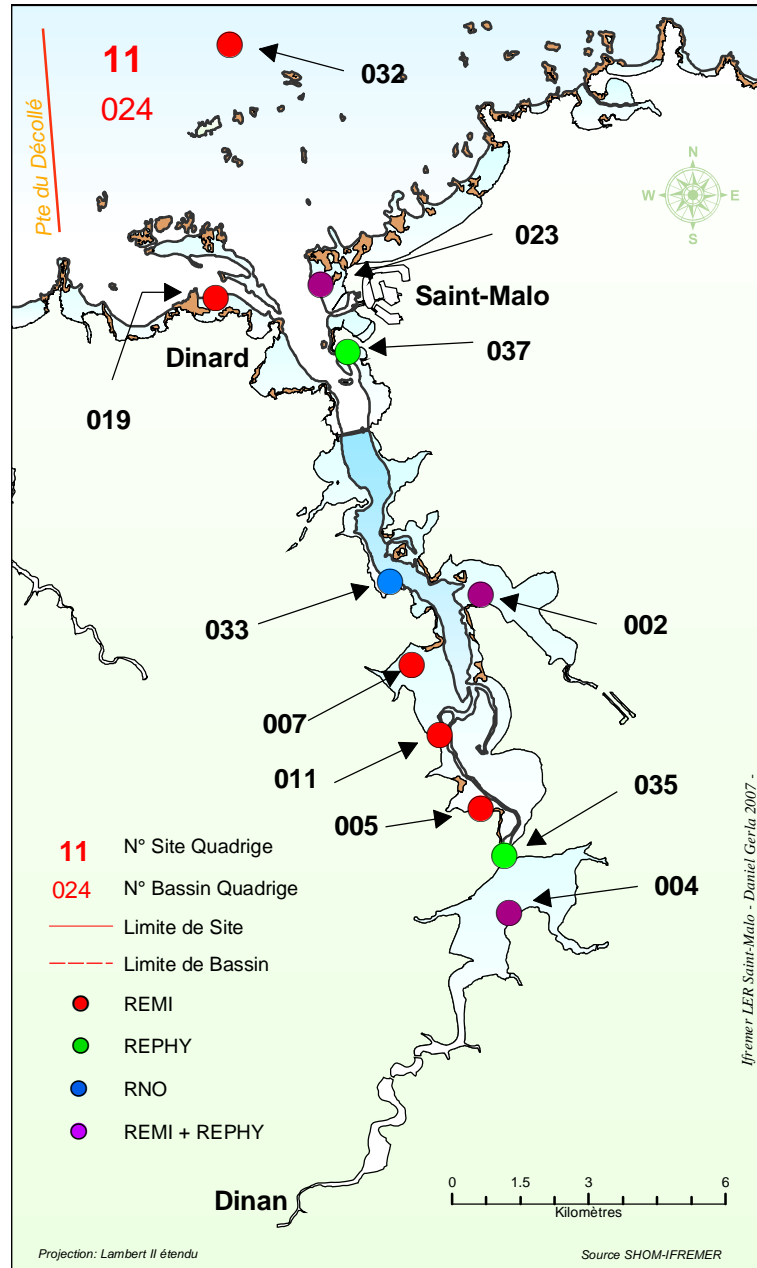 11
024
032
Pte du Décollé
N
W E
S
023
Saint-Malo
037
Dinard
019
033
002
007
011
035
005
004
11 N° Site Quadrige
024 N° Bassin Quadrige
Limite de Site
Limite de Bassin
REMI
REPHY
RNO
REMI + REPHY
Ifremer LER Saint-Malo - Daniel Gerla 2007 -
Dinan
0 1.5 3 6
Kilomètres
Projection: Lambert II étendu
Source SHOM-IFREMER